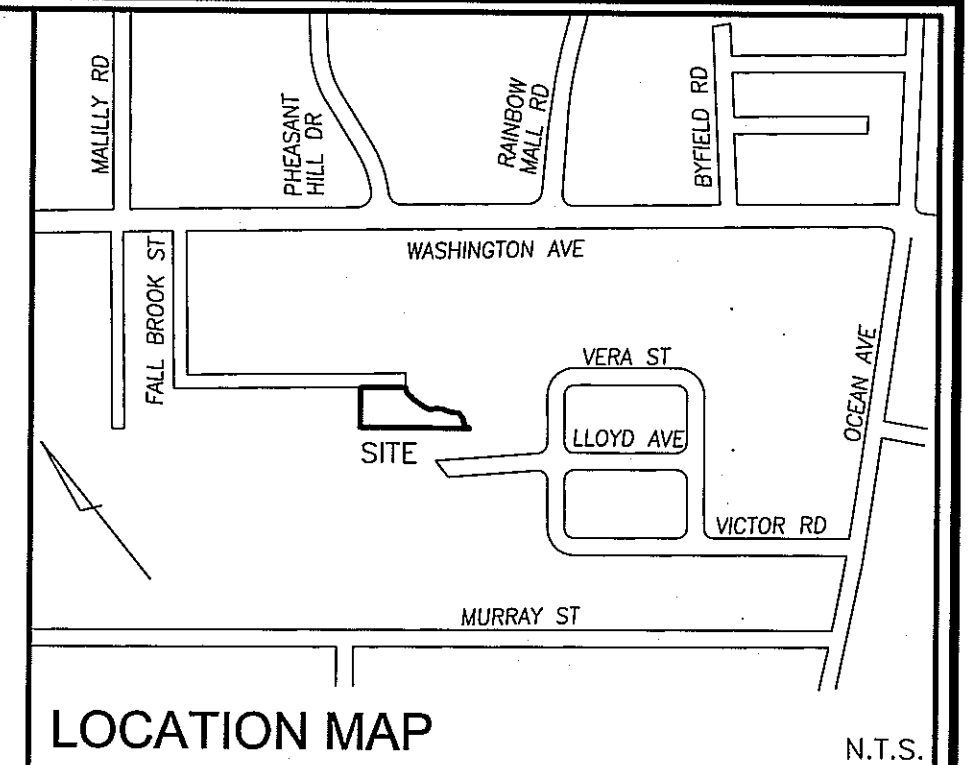 MALILLY RD
PHEASANT
HILL DR
RAINBOW
MALL RD
BYFIELD RD
WASHINGTON AVE
FALL BROOK ST
VERA ST
OCEAN AVE
LLOYD AVE
SITE
VICTOR RD
MURRAY ST
LOCATION MAP
N.T.S.